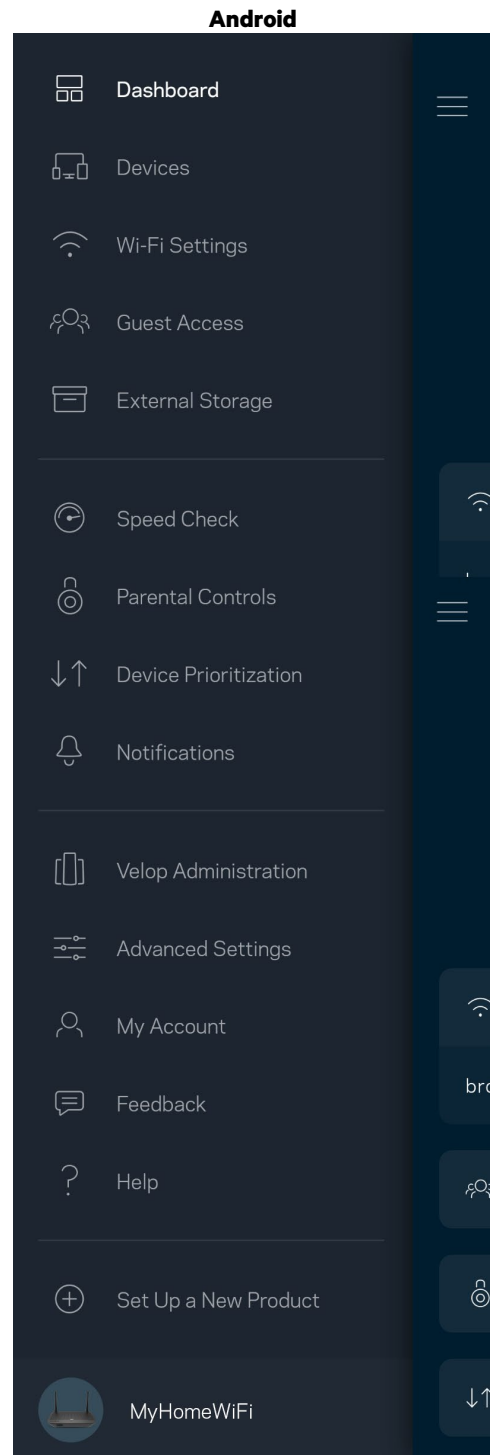 Android
Dashboard
Devices
Wi-Fi Settings
Guest Access
External Storage
Speed Check
Parental Controls
Device Prioritization
Notifications
Velop Administration
Advanced Settings
My Account
Feedback
Help
Set Up a New Product
MyHomeWiFi
bro